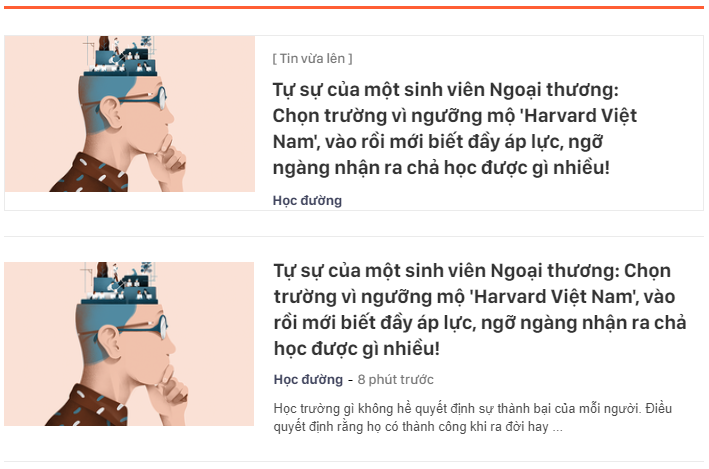 [ Tin vừa lên ]
Tự sự của một sinh viên Ngoại thương:
Chọn trường vì ngưỡng mộ 'Harvard Việt
Nam', vào rồi mới biết đầy áp lực, ngỡ
ngàng nhận ra chả học được gì nhiều!
Học đường
Tự sự của một sinh viên Ngoại thương: Chọn
trường vì ngưỡng mộ 'Harvard Việt Nam', vào
rồi mới biết đầy áp lực, ngỡ ngàng nhận ra chả
học được gì nhiều!
Học đường - 8 phút trước
Học trường gì không hề quyết định sự thành bại của mỗi người. Điều
quyết định rằng họ có thành công khi ra đời hay ...